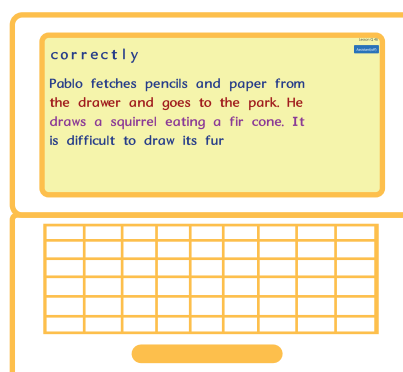 correctly
Pablo fetches pencils and paper from
the drawer and goes to the park. He
draws a squirrel eating a fir cone. It
is difficult to draw its fur